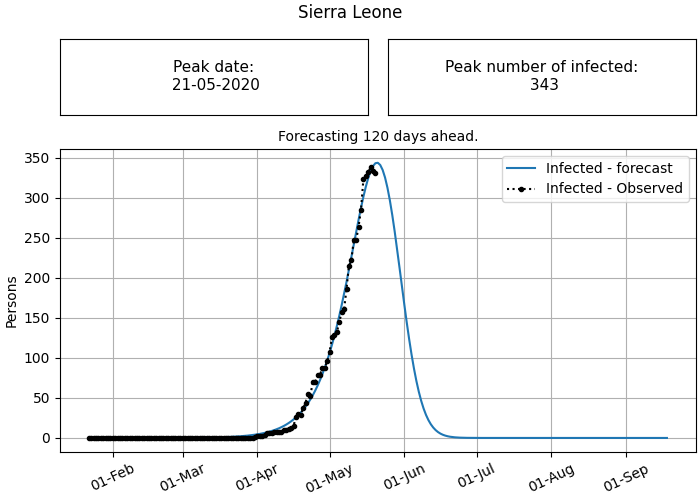 Sierra Leone
Peak date:
21-05-2020
Peak number of infected:
343
Forecasting 120 days ahead.
Infected - forecast
Infected - Observed
Persons
350
300
250
200
150
100
50
0
01-Feb
01-Mar
01-Apr
01-May
01-Jun
01-Jul
01-Aug
01-Sep